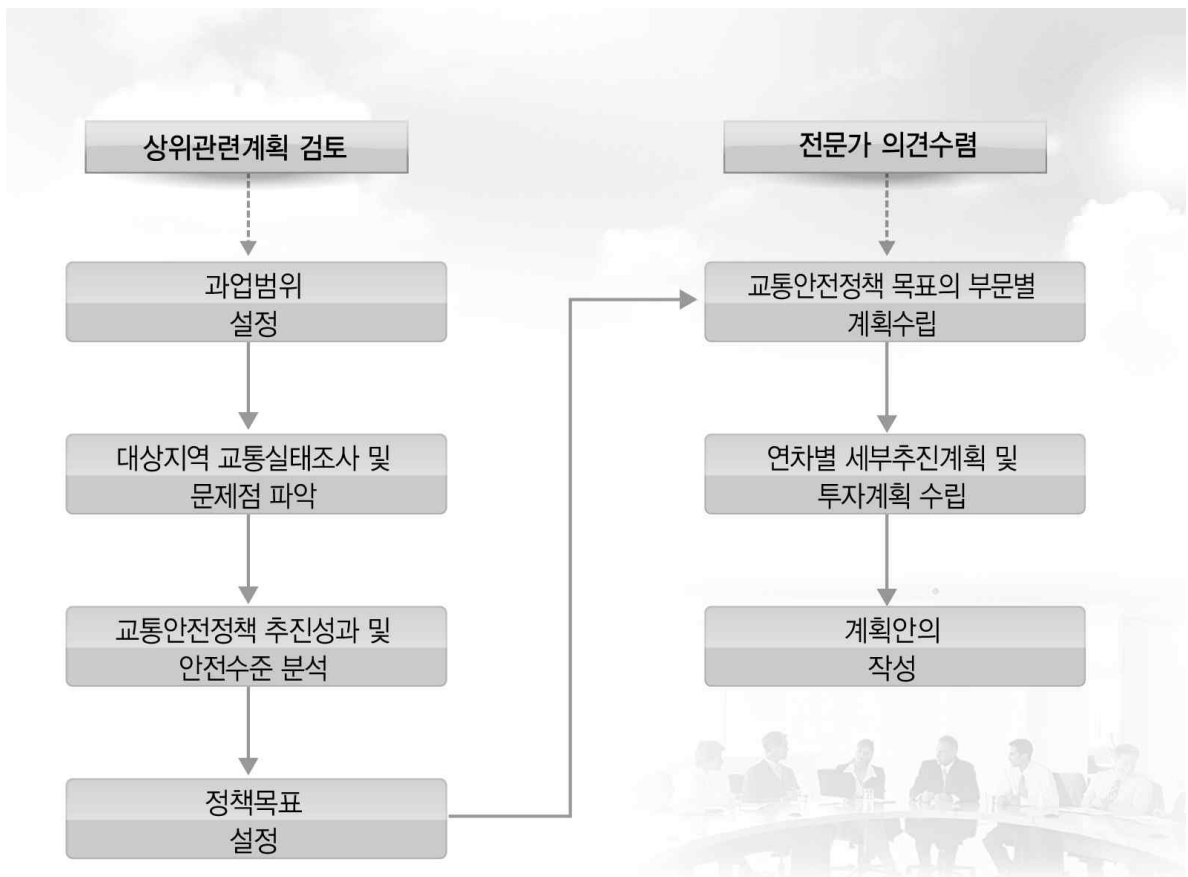 상위관련계획 검토
과업범위
설정
대상지역 교통실태조사 및
문제점 파악
교통안전정책 추진성과 및
안전수준 분석
정책목표
설정
전문가 의견수렴
교통안전정책 목표의 부문별
계획수립
연차별 세부추진계획 및
투자계획 수립
계획안의
작성